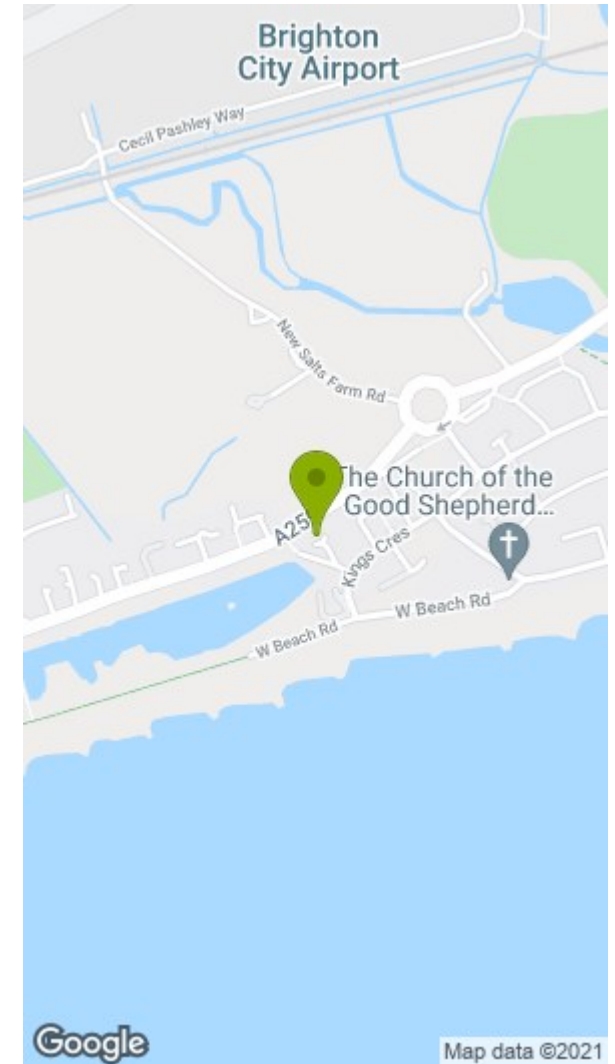 Brighton
City Airport
Cecil Pashley Way
New Salts Farm Rd
The Church of the
Good Shepherd...
A25
Kings Cres
W Beach Rd
W Beach Rd
Google
Map data ©2021